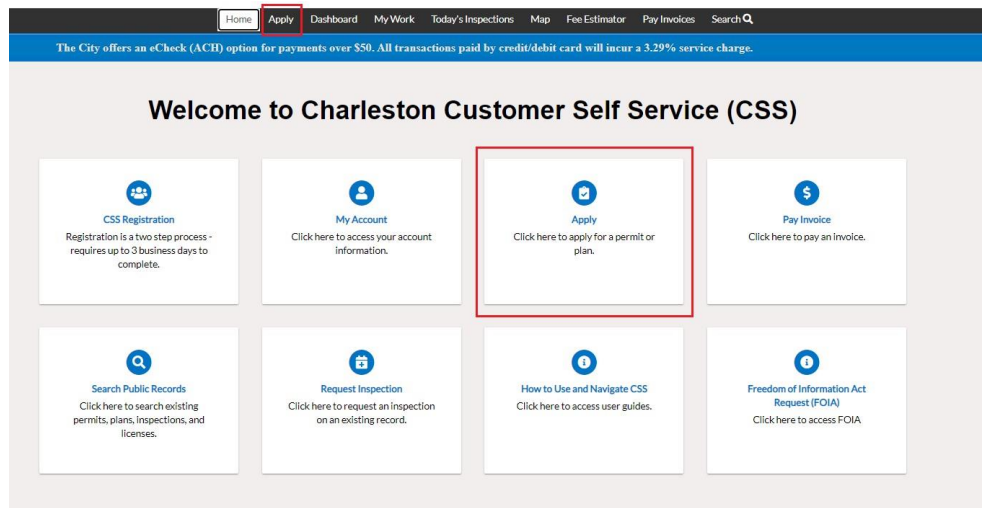 Home Apply Dashboard My Work Today's Inspections Map Fee Estimator Pay Invoices Search
The City offers an eCheck (ACH) option for payments over $50. All transactions paid by credit/debit card will incur a 3.29% service charge.
Welcome to Charleston Customer Self Service (CSS)
CSS Registration
Registration is a two step process -
requires up to 3 business days to
complete.
My Account
Click here to access your account
information.
Apply
Click here to apply for a permit or
plan.
Pay Invoice
Click here to pay an invoice.
Search Public Records
Click here to search existing
permits, plans, inspections, and
licenses.
Request Inspection
Click here to request an inspection
on an existing record.
How to Use and Navigate CSS
Click here to access user guides.
Freedom of Information Act
Request (FOIA)
Click here to access FOIA